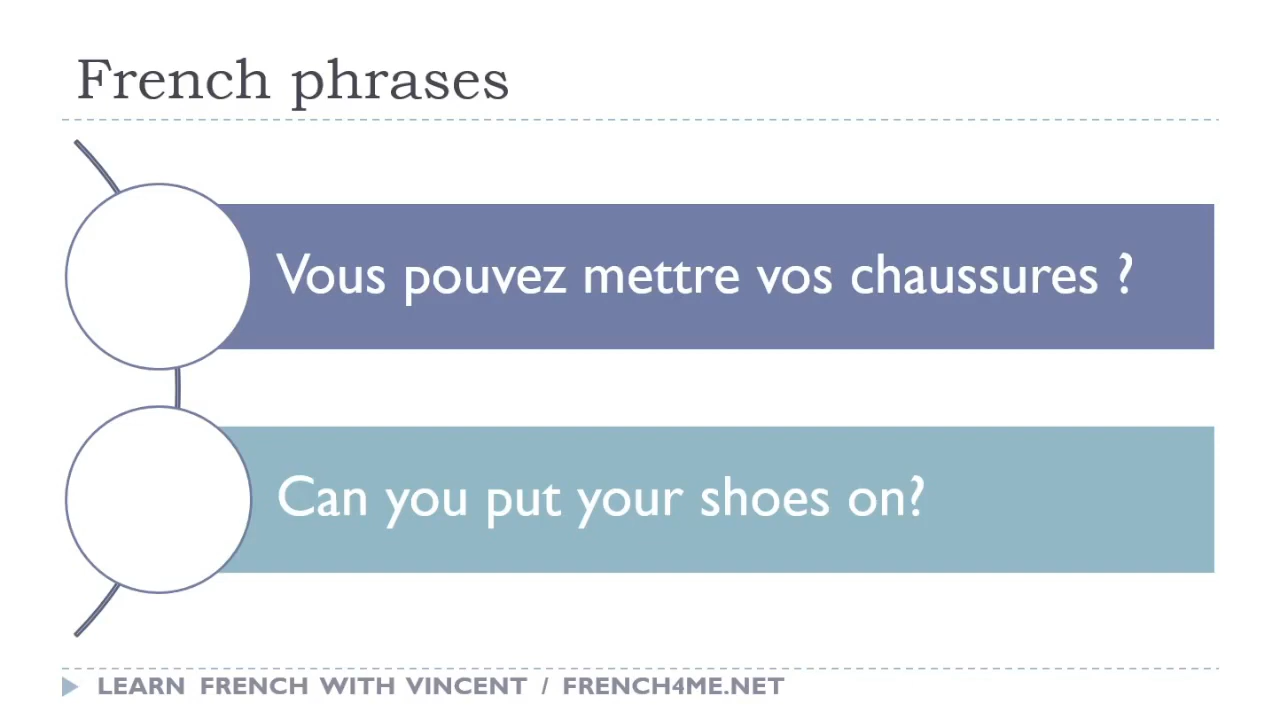 French phrases
Vous pouvez mettre vos chaussures ?
Can you put your shoes on?
LEARN FRENCH WITH VINCENT / FRENCH4ME.NET